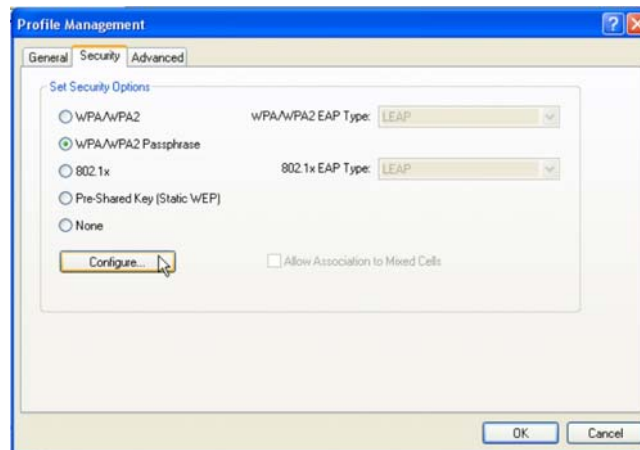 Profile Management
General Security Advanced
Set Security Options
WPA/WPA2 WPA/WPA2 EAP Type: LEAP
WPA/WPA2 Passphrase
802.1x 802.1x EAP Type: LEAP
Pre-Shared Key (Static WEP)
None
Configure... Allow Association to Mixed Cells
OK Cancel